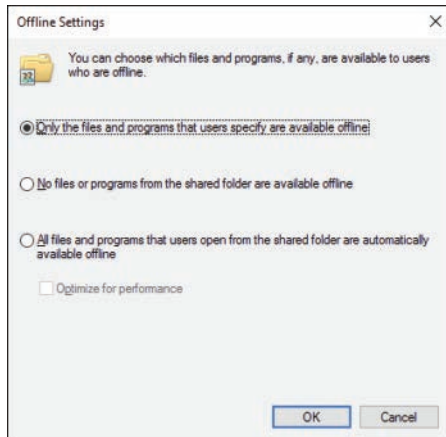 Offline Settings
You can choose which files and programs, if any, are available to users
who are offline.
Only the files and programs that users specify are available offline
No files or programs from the shared folder are available offline
All files and programs that users open from the shared folder are automatically
available offline
Optimize for performance
OK
Cancel